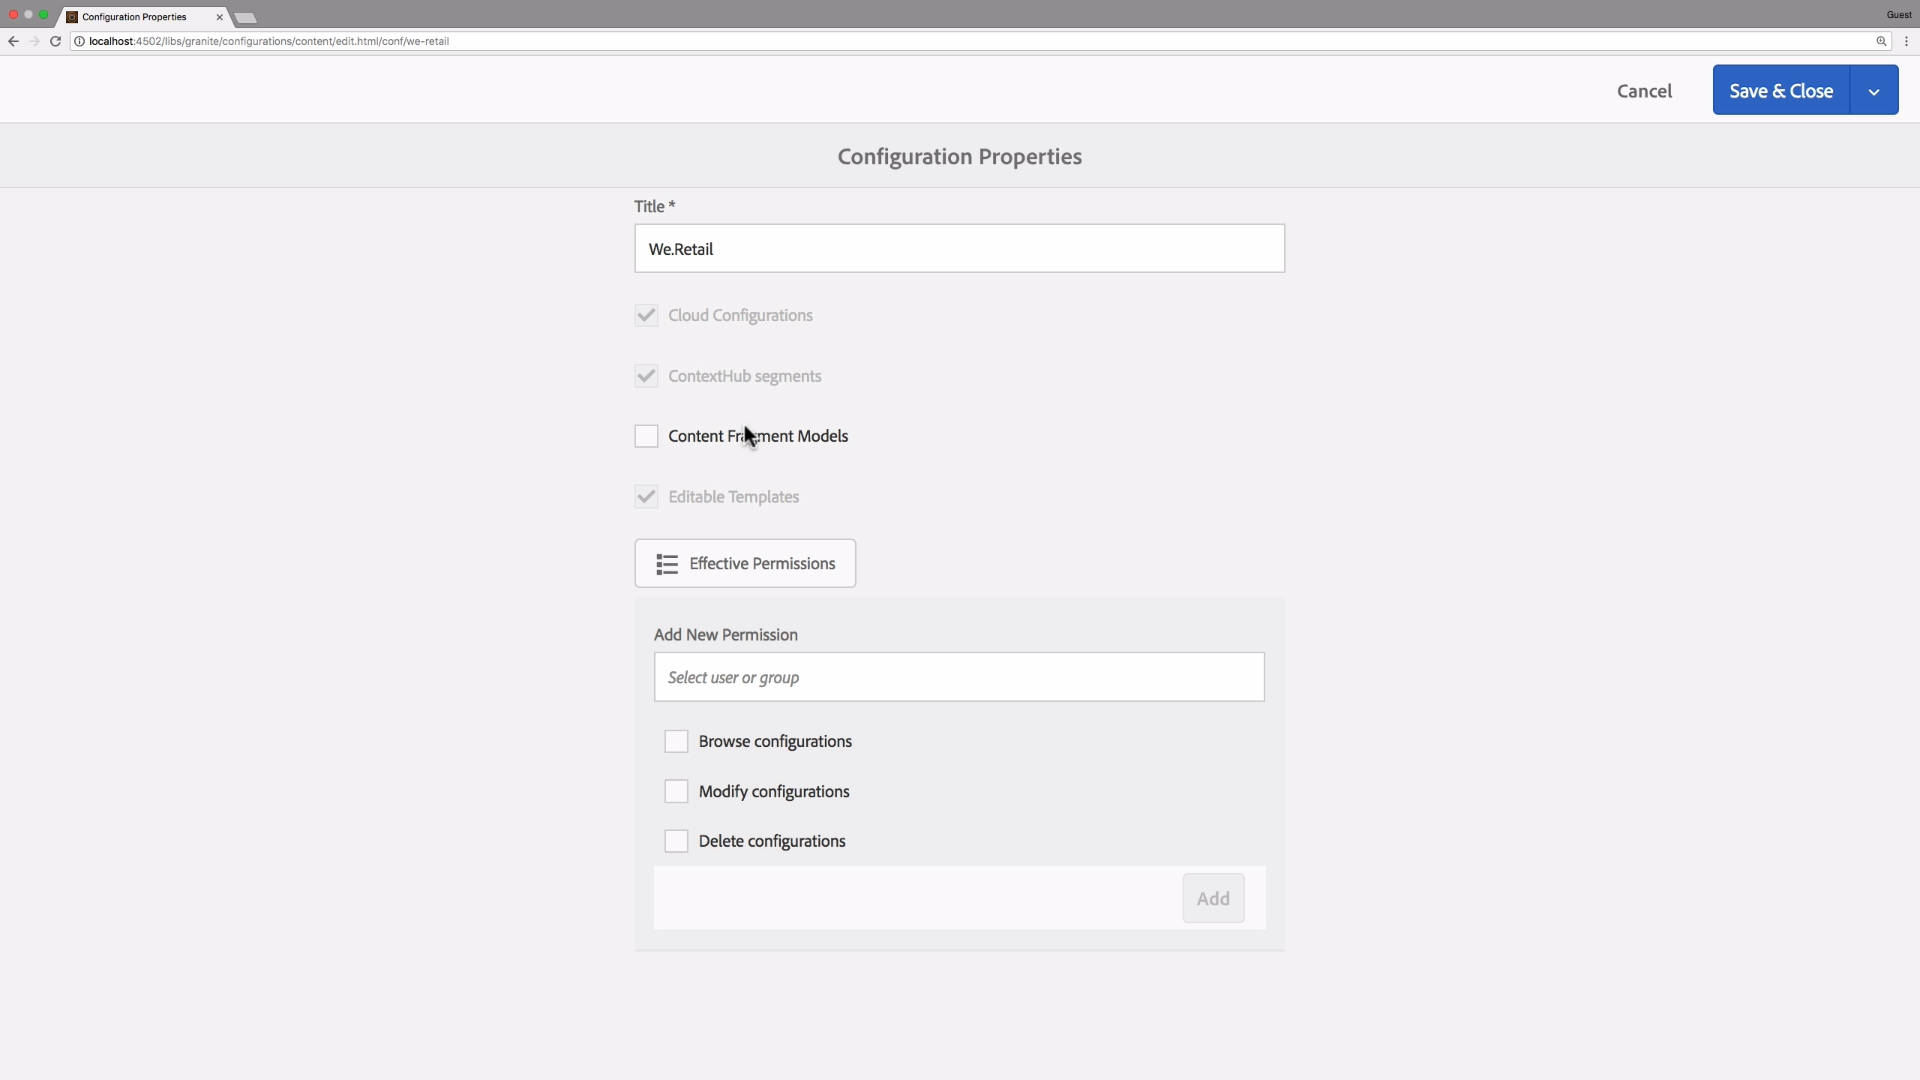 Configuration Properties
Guest
localhost:4502/libs/granite/configurations/content/edit.html/conf/we-retail
Cancel
Save & Close
Configuration Properties
Title *
We.Retail
Cloud Configurations
ContextHub segments
Content Fragment Models
Editable Templates
Effective Permissions
Add New Permission
Select user or group
Browse configurations
Modify configurations
Delete configurations
Add